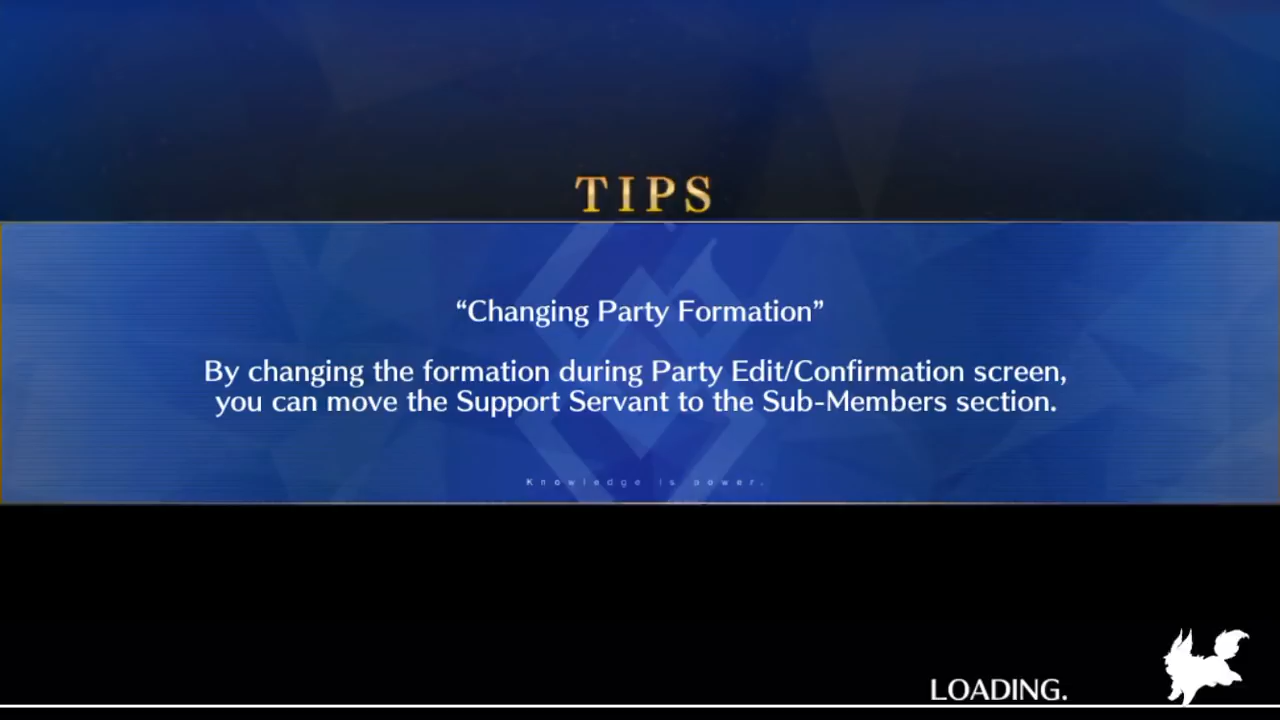 TIPS
“Changing Party Formation”
By changing the formation during Party Edit/Confirmation screen,
you can move the Support Servant to the Sub-Members section.
Knowledge is power.
LOADING.